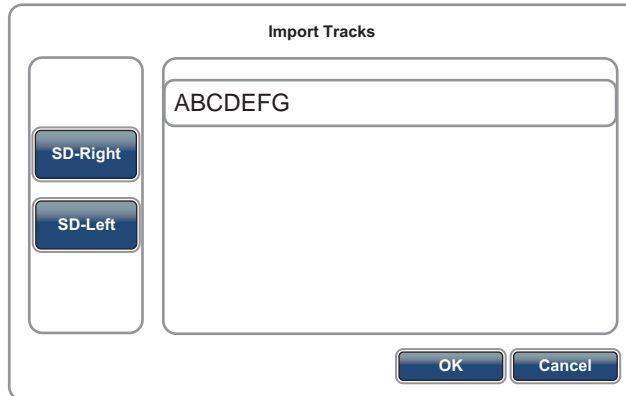 Import Tracks
ABCDEFG
SD-Right
SD-Left
OK
Cancel